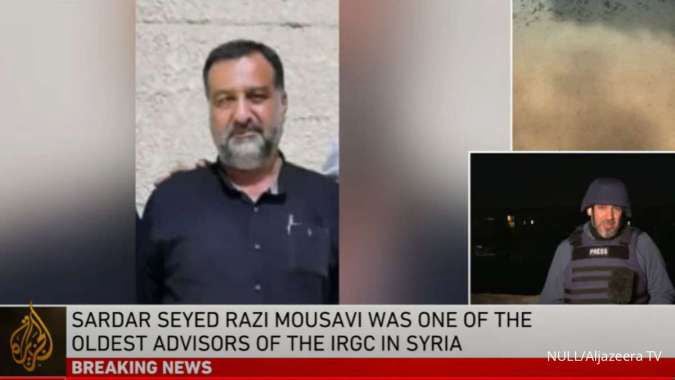 PRESS
SARDAR SEYED RAZI MOUSAVI WAS ONE OF THE
OLDEST ADVISORS OF THE IRGC IN SYRIA
BREAKING NEWS
NULL/Aljazeera TV